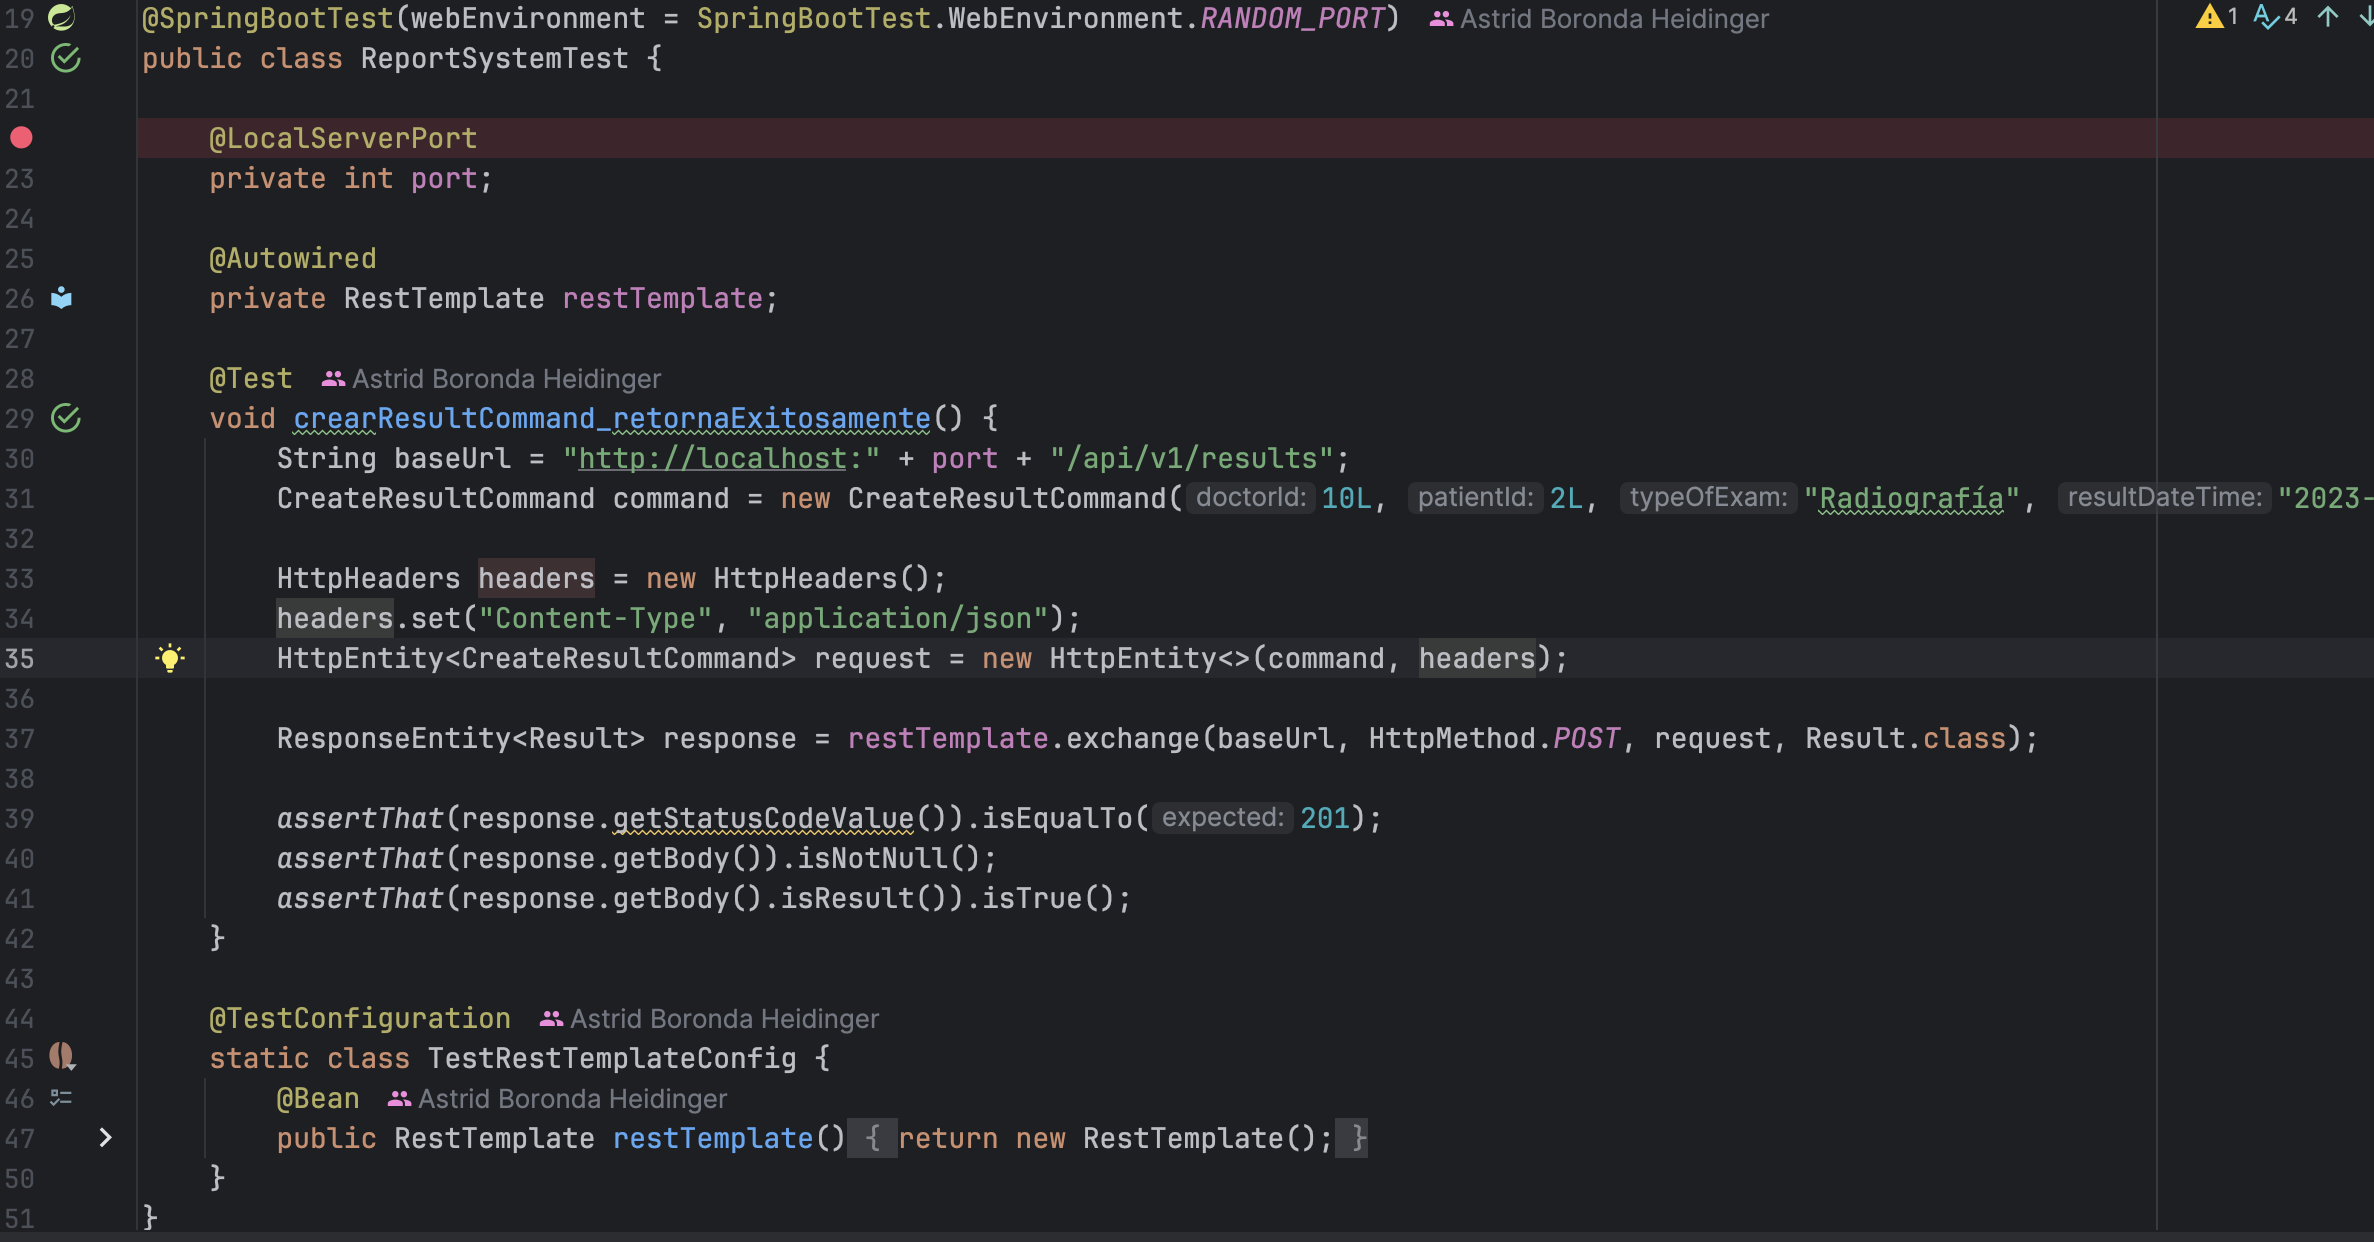 19 @SpringBootTest(webEnvironment = SpringBootTest.WebEnvironment.RANDOM_PORT) Astrid Boronda Heidinger 1 4
20 public class ReportSystemTest {
21
@LocalServerPort
23 private int port;
24
25 @Autowired
26 private RestTemplate restTemplate;
27
28 @Test Astrid Boronda Heidinger
29 void crearResultCommand_retornaExitosamente() {
30 String baseUrl = "http://localhost:" + port + "/api/v1/results";
31 CreateResultCommand command = new CreateResultCommand( doctorId: 10L, patientId: 2L, typeOfExam: "Radiografía", resultDateTime: "2023-
32
33 HttpHeaders headers = new HttpHeaders();
34 headers.set("Content-Type", "application/json");
35 HttpEntity<CreateResultCommand> request = new HttpEntity<>(command, headers);
36
37 ResponseEntity<Result> response = restTemplate.exchange(baseUrl, HttpMethod.POST, request, Result.class);
38
39 assertThat(response.getStatusCodeValue()).isEqualTo( expected: 201);
40 assertThat(response.getBody()).isNotNull();
41 assertThat(response.getBody().isResult()).isTrue();
42 }
43
44 @TestConfiguration Astrid Boronda Heidinger
45 static class TestRestTemplateConfig {
46 @Bean Astrid Boronda Heidinger
47 public RestTemplate restTemplate() { return new RestTemplate(); }
50 }
51 }